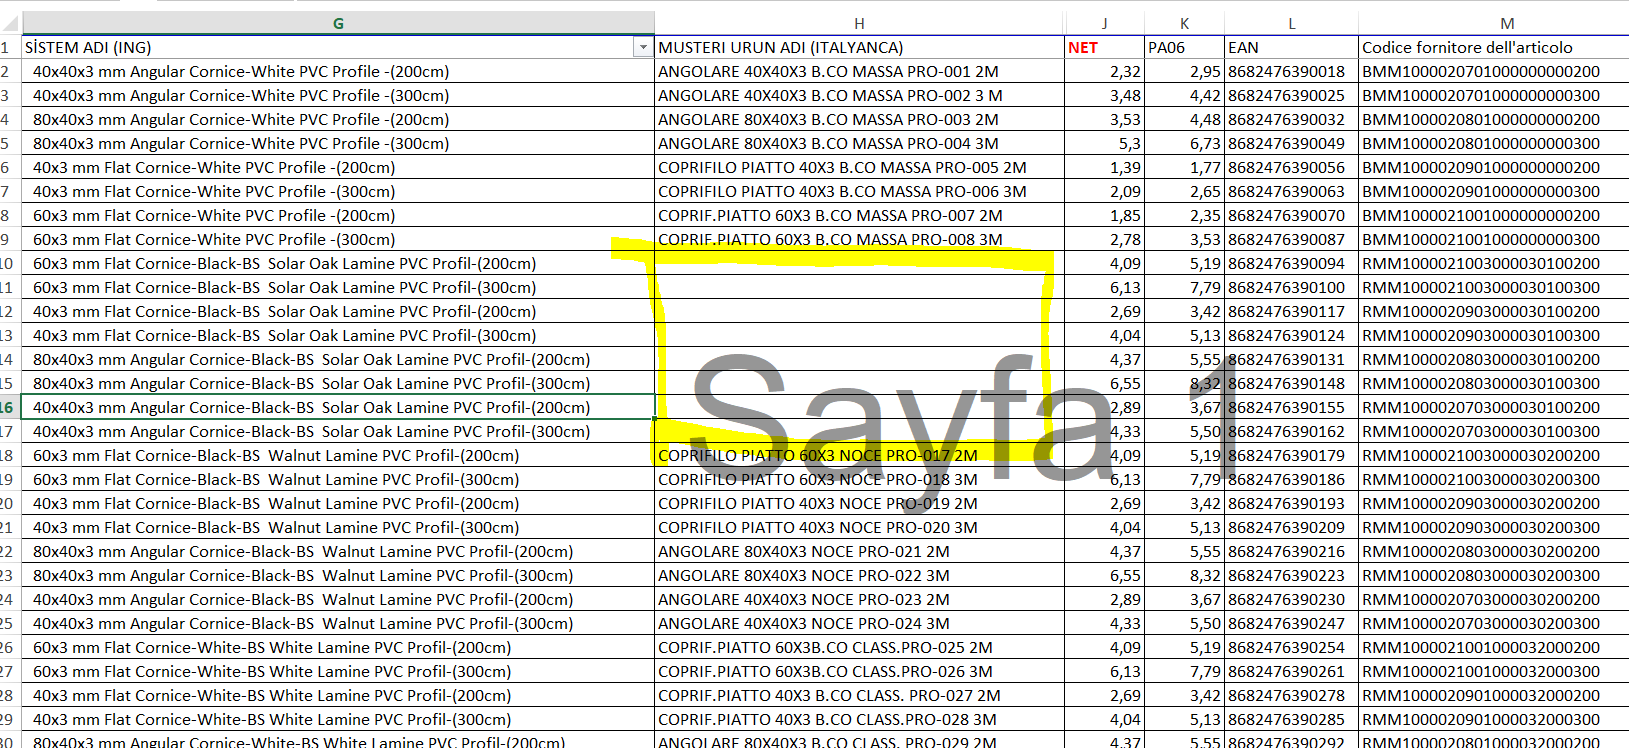 G H J K L M
1 SİSTEM ADI (ING) MUSTERI URUN ADI (ITALYANCA) NET PA06 EAN Codice fornitore dell'articolo
2 40x40x3 mm Angular Cornice-White PVC Profile -(200cm) ANGOLARE 40X40X3 B.CO MASSA PRO-001 2M 2,32 2,95 8682476390018 BMM1000020701000000000200
3 40x40x3 mm Angular Cornice-White PVC Profile -(300cm) ANGOLARE 40X40X3 B.CO MASSA PRO-002 3 M 3,48 4,42 8682476390025 BMM1000020701000000000300
4 80x40x3 mm Angular Cornice-White PVC Profile -(200cm) ANGOLARE 80X40X3 B.CO MASSA PRO-003 2M 3,53 4,48 8682476390032 BMM1000020801000000000200
5 80x40x3 mm Angular Cornice-White PVC Profile -(300cm) ANGOLARE 80X40X3 B.CO MASSA PRO-004 3M 5,3 6,73 8682476390049 BMM1000020801000000000300
6 40x3 mm Flat Cornice-White PVC Profile -(200cm) COPRIFILO PIATTO 40X3 B.CO MASSA PRO-005 2M 1,39 1,77 8682476390056 BMM1000020901000000000200
7 40x3 mm Flat Cornice-White PVC Profile -(300cm) COPRIFILO PIATTO 40X3 B.CO MASSA PRO-006 3M 2,09 2,65 8682476390063 BMM1000020901000000000300
8 60x3 mm Flat Cornice-White PVC Profile -(200cm) COPRIF.PIATTO 60X3 B.CO MASSA PRO-007 2M 1,85 2,35 8682476390070 BMM1000021001000000000200
9 60x3 mm Flat Cornice-White PVC Profile -(300cm) COPRIF.PIATTO 60X3 B.CO MASSA PRO-008 3M 2,78 3,53 8682476390087 BMM1000021001000000000300
10 60x3 mm Flat Cornice-Black-BS Solar Oak Lamine PVC Profil-(200cm) 4,09 5,19 8682476390094 RMM1000021003000030100200
11 60x3 mm Flat Cornice-Black-BS Solar Oak Lamine PVC Profil-(300cm) 6,13 7,79 8682476390100 RMM1000021003000030100300
12 40x3 mm Flat Cornice-Black-BS Solar Oak Lamine PVC Profil-(200cm) 2,69 3,42 8682476390117 RMM1000020903000030100200
13 40x3 mm Flat Cornice-Black-BS Solar Oak Lamine PVC Profil-(300cm) 4,04 5,13 8682476390124 RMM1000020903000030100300
14 80x40x3 mm Angular Cornice-Black-BS Solar Oak Lamine PVC Profil-(200cm) 4,37 5,55 8682476390131 RMM1000020803000030100200
15 80x40x3 mm Angular Cornice-Black-BS Solar Oak Lamine PVC Profil-(300cm) 6,55 8,32 8682476390148 RMM1000020803000030100300
16 40x40x3 mm Angular Cornice-Black-BS Solar Oak Lamine PVC Profil-(200cm) 2,89 3,67 8682476390155 RMM1000020703000030100200
Sayfa 1
17 40x40x3 mm Angular Cornice-Black-BS Solar Oak Lamine PVC Profil-(300cm) 4,33 5,50 8682476390162 RMM1000020703000030100300
18 60x3 mm Flat Cornice-Black-BS Walnut Lamine PVC Profil-(200cm) COPRIFILO PIATTO 60X3 NOCE PRO-017 2M 4,09 5,19 8682476390179 RMM1000021003000030200200
19 60x3 mm Flat Cornice-Black-BS Walnut Lamine PVC Profil-(300cm) COPRIFILO PIATTO 60X3 NOCE PRO-018 3M 6,13 7,79 8682476390186 RMM1000021003000030200300
20 40x3 mm Flat Cornice-Black-BS Walnut Lamine PVC Profil-(200cm) COPRIFILO PIATTO 40X3 NOCE PRO-019 2M 2,69 3,42 8682476390193 RMM1000020903000030200200
21 40x3 mm Flat Cornice-Black-BS Walnut Lamine PVC Profil-(300cm) COPRIFILO PIATTO 40X3 NOCE PRO-020 3M 4,04 5,13 8682476390209 RMM1000020903000030200300
22 80x40x3 mm Angular Cornice-Black-BS Walnut Lamine PVC Profil-(200cm) ANGOLARE 80X40X3 NOCE PRO-021 2M 4,37 5,55 8682476390216 RMM1000020803000030200200
23 80x40x3 mm Angular Cornice-Black-BS Walnut Lamine PVC Profil-(300cm) ANGOLARE 80X40X3 NOCE PRO-022 3M 6,55 8,32 8682476390223 RMM1000020803000030200300
24 40x40x3 mm Angular Cornice-Black-BS Walnut Lamine PVC Profil-(200cm) ANGOLARE 40X40X3 NOCE PRO-023 2M 2,89 3,67 8682476390230 RMM1000020703000030200200
25 40x40x3 mm Angular Cornice-Black-BS Walnut Lamine PVC Profil-(300cm) ANGOLARE 40X40X3 NOCE PRO-024 3M 4,33 5,50 8682476390247 RMM1000020703000030200300
26 60x3 mm Flat Cornice-White-BS White Lamine PVC Profil-(200cm) COPRIF.PIATTO 60X3B.CO CLASS.PRO-025 2M 4,09 5,19 8682476390254 RMM1000021001000032000200
27 60x3 mm Flat Cornice-White-BS White Lamine PVC Profil-(300cm) COPRIF.PIATTO 60X3B.CO CLASS.PRO-026 3M 6,13 7,79 8682476390261 RMM1000021001000032000300
28 40x3 mm Flat Cornice-White-BS White Lamine PVC Profil-(200cm) COPRIF.PIATTO 40X3 B.CO CLASS. PRO-027 2M 2,69 3,42 8682476390278 RMM1000020901000032000200
29 40x3 mm Flat Cornice-White-BS White Lamine PVC Profil-(300cm) COPRIF.PIATTO 40X3 B.CO CLASS.PRO-028 3M 4,04 5,13 8682476390285 RMM1000020901000032000300
30 80x40x3 mm Angular Cornice-White-BS White Lamine PVC Profil-(200cm) ANGOLARE 80X40X3 B.CO CLASS. PRO-029 2M 4,37 5,55 8682476390292 RMM1000020801000032000200